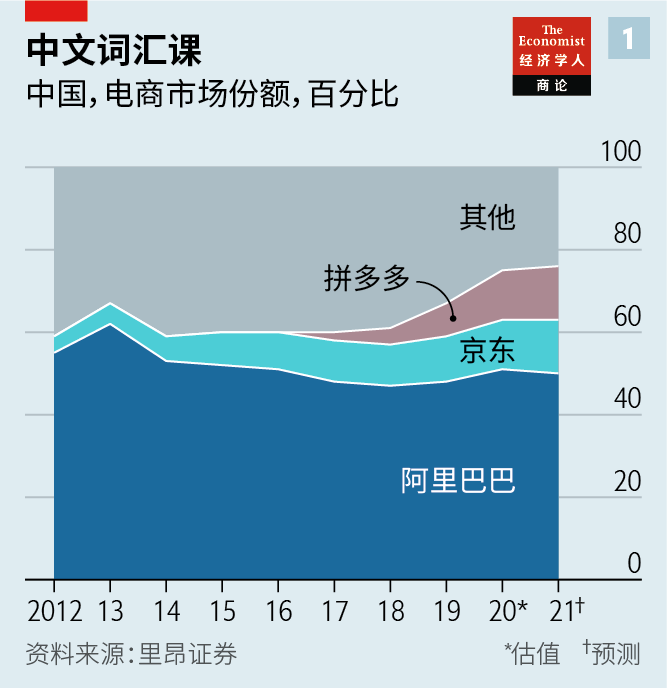 中文词汇课
中国，电商市场份额，百分比
The
Economist
经济学人
商论
1
100
80
60
40
20
0
其他
拼多多
京东
阿里巴巴
2012 13 14 15 16 17 18 19 20* 21†
资料来源：里昂证券 *估值 †预测